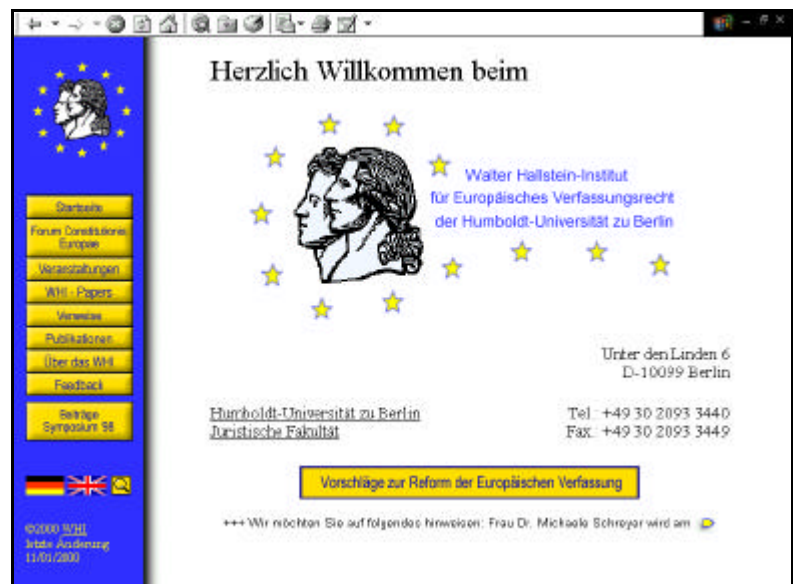 Herzlich Willkommen beim
Walter Hallstein-Institut
für Europäisches Verfassungsrecht
der Humboldt-Universität zu Berlin
Startseite
Forum Constitutionis
Europae
Veranstaltungen
WHI - Papers
Verweise
Publikationen
Über das WHI
Feedback
Beiträge
Symposium 98
Unter den Linden 6
D-10099 Berlin
Humboldt-Universität zu Berlin
Juristische Fakultät
Tel.: +49 30 2093 3440
Fax.: +49 30 2093 3449
Vorschläge zur Reform der Europäischen Verfassung
+++ Wir möchten Sie auf folgendes hinweisen: Frau Dr. Michaele Schreyer wird am
©2000 WHI
letzte Änderung
11/01/2000